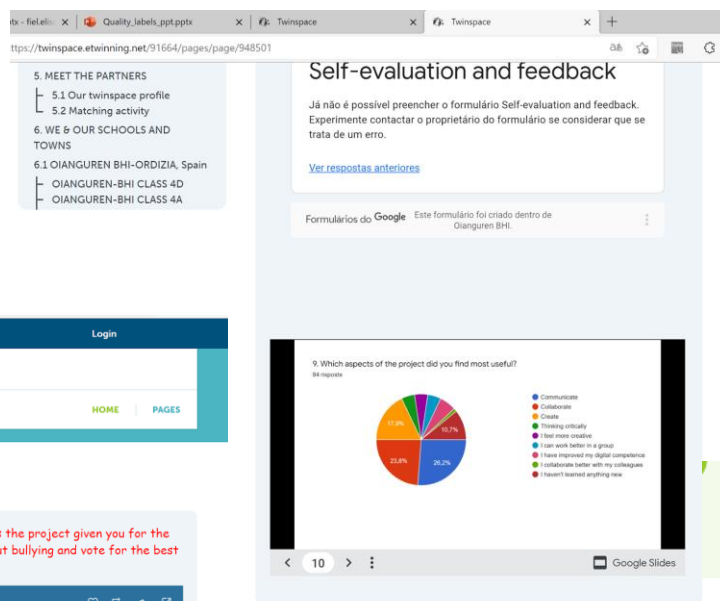 ptx - fiel.elis
Quality_labels_ppt.pptx
Twinspace
Twinspace
ttps://twinspace.etwinning.net/91664/pages/page/948501
5. MEET THE PARTNERS
5.1 Our twinspace profile
5.2 Matching activity
6. WE & OUR SCHOOLS AND
TOWNS
6.1 OIANGUREN BHI-ORDIZIA, Spain
OIANGUREN-BHI CLASS 4D
OIANGUREN-BHI CLASS 4A
Self-evaluation and feedback
Já não é possível preencher o formulário Self-evaluation and feedback.
Experimente contactar o proprietário do formulário se considerar que se
trata de um erro.
Ver respostas anteriores
Formulários do Google
Este formulário foi criado dentro de
Oianguren BHI.
Login
HOME
PAGES
the project given you for the
ut bullying and vote for the best
9. Which aspects of the project did you find most useful?
84 risposte
17,9%
10,7%
23,8%
26,2%
Communicate
Collaborate
Create
Thinking critically
I feel more creative
I can work better in a group
I have improved my digital competence
I collaborate better with my colleagues
I haven't learned anything new
10
Google Slides